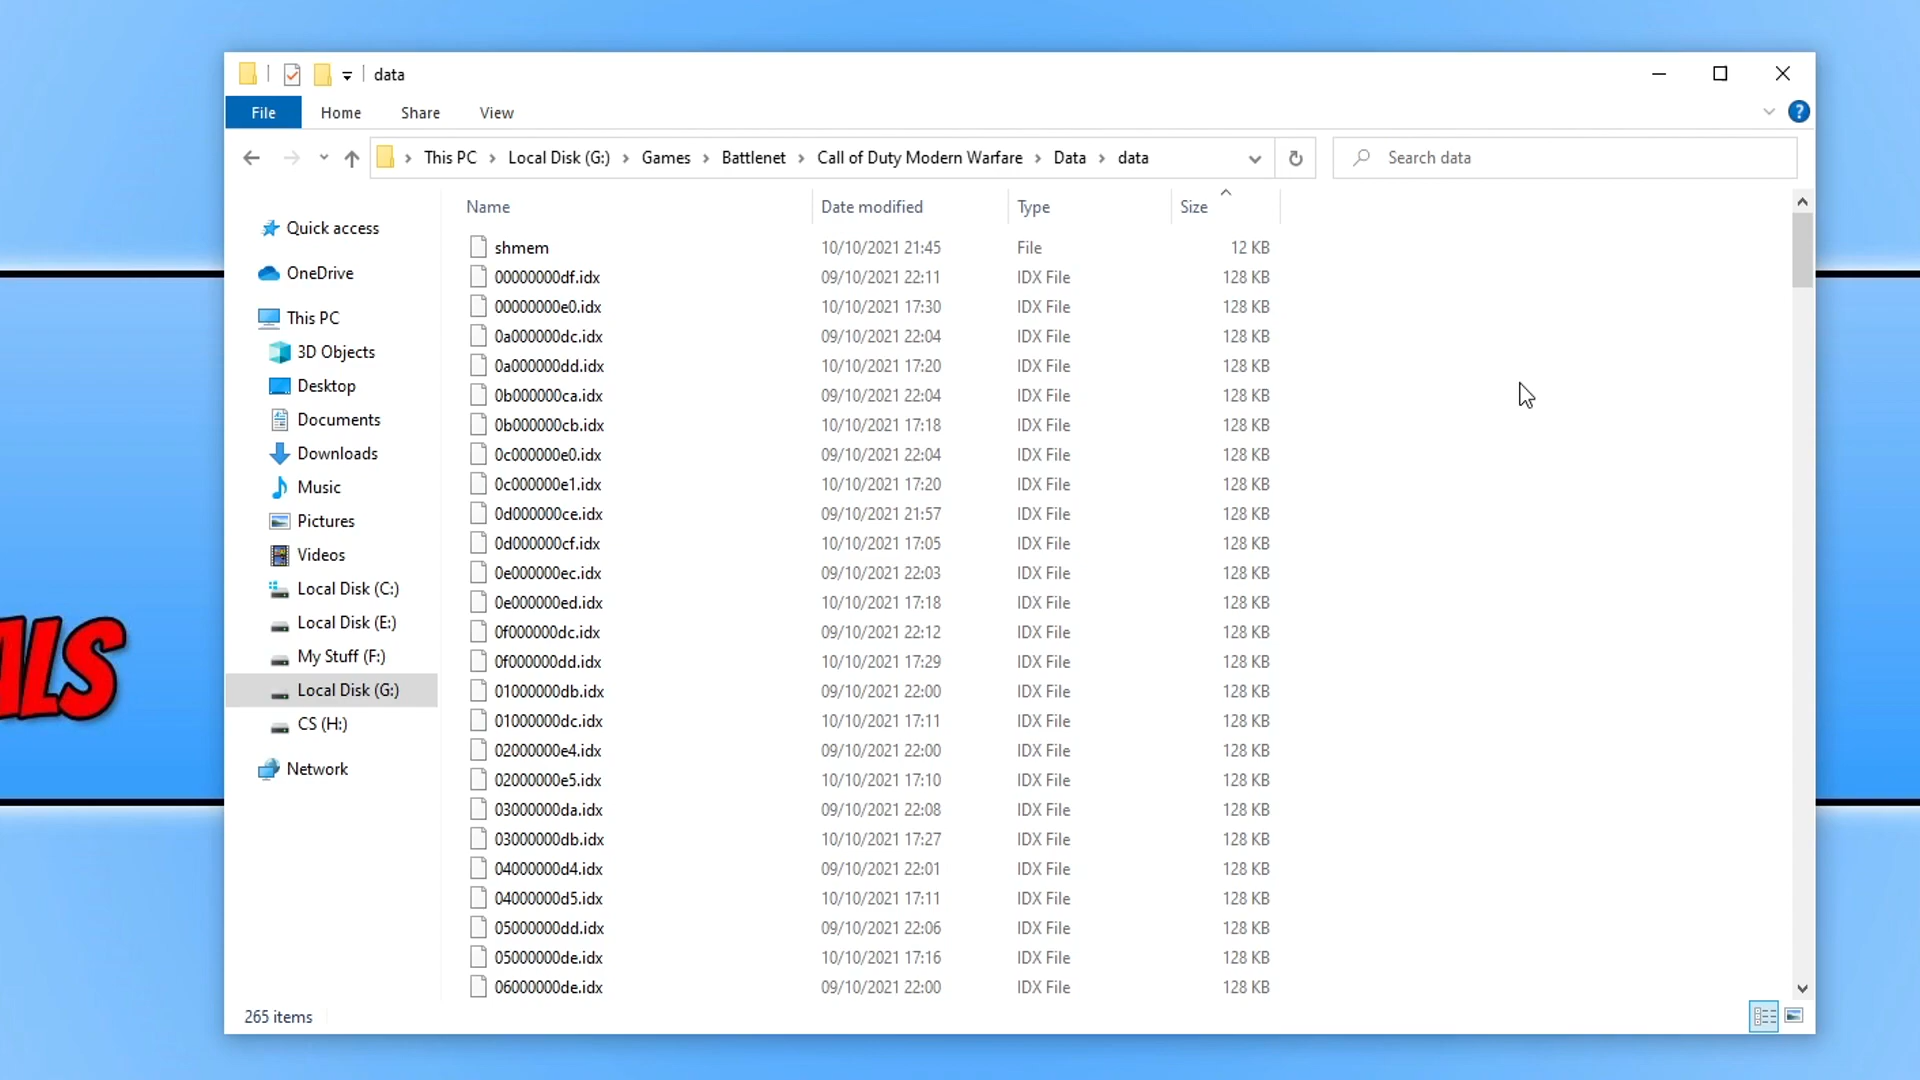 data
File Home Share View
This PC Local Disk (G:) Games Battlenet Call of Duty Modern Warfare Data data Search data
Name Date modified Type Size
Quick access
OneDrive
This PC
3D Objects
Desktop
Documents
Downloads
Music
Pictures
Videos
Local Disk (C:)
Local Disk (E:)
My Stuff (F:)
Local Disk (G:)
CS (H:)
Network
shmem 10/10/2021 21:45 File 12 KB
00000000df.idx 09/10/2021 22:11 IDX File 128 KB
00000000e0.idx 10/10/2021 17:30 IDX File 128 KB
0a000000dc.idx 09/10/2021 22:04 IDX File 128 KB
0a000000dd.idx 10/10/2021 17:20 IDX File 128 KB
0b000000ca.idx 09/10/2021 22:04 IDX File 128 KB
0b000000cb.idx 10/10/2021 17:18 IDX File 128 KB
0c000000e0.idx 09/10/2021 22:04 IDX File 128 KB
0c000000e1.idx 10/10/2021 17:20 IDX File 128 KB
0d000000ce.idx 09/10/2021 21:57 IDX File 128 KB
0d000000cf.idx 10/10/2021 17:05 IDX File 128 KB
0e000000ec.idx 09/10/2021 22:03 IDX File 128 KB
0e000000ed.idx 10/10/2021 17:18 IDX File 128 KB
0f000000dc.idx 09/10/2021 22:12 IDX File 128 KB
0f000000dd.idx 10/10/2021 17:29 IDX File 128 KB
01000000db.idx 09/10/2021 22:00 IDX File 128 KB
01000000dc.idx 10/10/2021 17:11 IDX File 128 KB
02000000e4.idx 09/10/2021 22:00 IDX File 128 KB
02000000e5.idx 10/10/2021 17:10 IDX File 128 KB
03000000da.idx 09/10/2021 22:08 IDX File 128 KB
03000000db.idx 10/10/2021 17:27 IDX File 128 KB
04000000d4.idx 09/10/2021 22:01 IDX File 128 KB
04000000d5.idx 10/10/2021 17:11 IDX File 128 KB
05000000dd.idx 09/10/2021 22:06 IDX File 128 KB
05000000de.idx 10/10/2021 17:16 IDX File 128 KB
06000000de.idx 09/10/2021 22:00 IDX File 128 KB
265 items